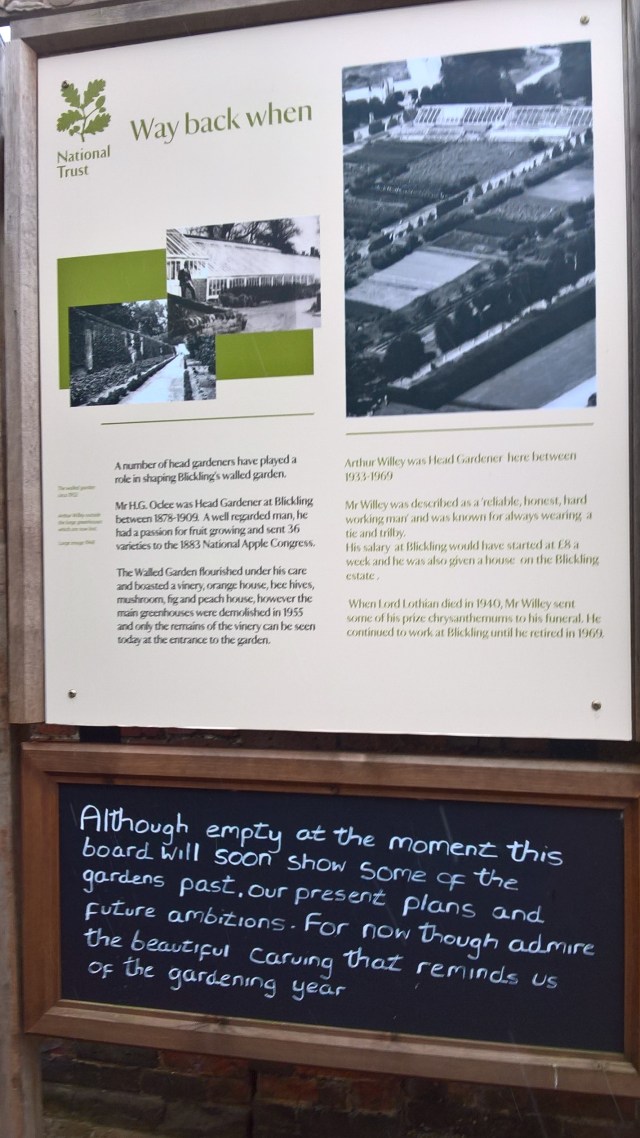 National
Trust
Way back when
A number of head gardeners have played a
role in shaping Blickling's walled garden.
Mr H.G. Oclee was Head Gardener at Blickling
between 1878-1909. A well regarded man, he
had a passion for fruit growing and sent 36
varieties to the 1883 National Apple Congress.
The Walled Garden flourished under his care
and boasted a vinery, orange house, bee hives,
mushroom, fig and peach house, however the
main greenhouses were demolished in 1955
and only the remains of the vinery can be seen
today at the entrance to the garden.
Arthur Willey was Head Gardener here between
1933-1969
Mr Willey was described as a 'reliable, honest, hard
working man' and was known for always wearing a
tie and trilby.
His salary at Blickling would have started at £8 a
week and he was also given a house on the Blickling
estate.
When Lord Lothian died in 1940, Mr Willey sent
some of his prize chrysanthemums to his funeral. He
continued to work at Blickling until he retired in 1969.
Although empty at the moment this
board will soon show some of the
gardens past, our present plans and
future ambitions. For now though admire
the beautiful carving that reminds us
of the gardening year